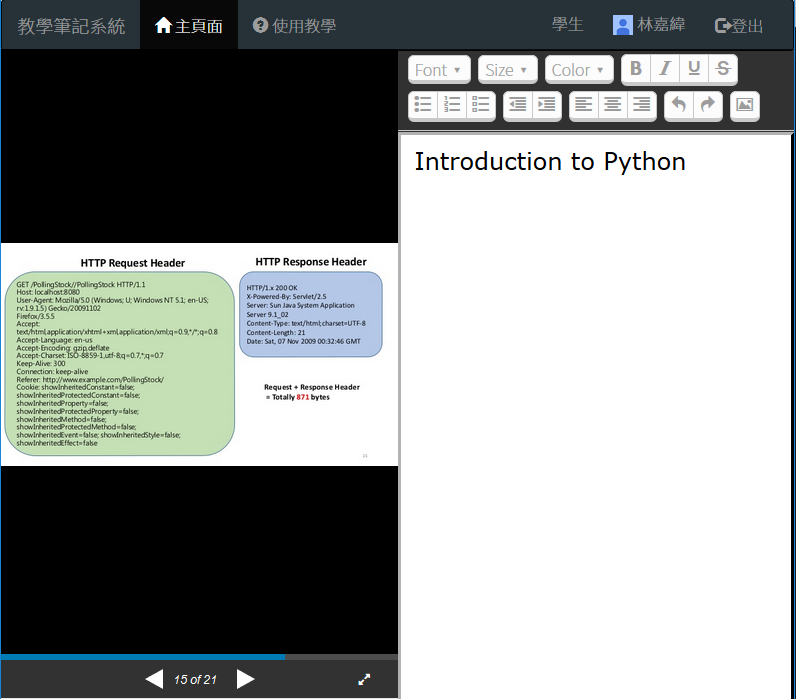 教學筆記系統
主頁面
使用教學
學生
林嘉緯
登出
Font
Size
Color
B I U S
Introduction to Python
HTTP Request Header
GET /PollingStock//PollingStock HTTP/1.1
Host: localhost:8080
User-Agent: Mozilla/5.0 (Windows; U; Windows NT 5.1; en-US;
rv:1.9.1.5) Gecko/20091102
Firefox/3.5.5
Accept:
text/html,application/xhtml+xml,application/xml;q=0.9,*/*;q=0.8
Accept-Language: en-us
Accept-Encoding: gzip,deflate
Accept-Charset: ISO-8859-1,utf-8;q=0.7,*;q=0.7
Keep-Alive: 300
Connection: keep-alive
Referer: http://www.example.com/PollingStock/
Cookie: showInheritedConstant=false;
showInheritedProtectedConstant=false;
showInheritedProperty=false;
showInheritedProtectedProperty=false;
showInheritedMethod=false;
showInheritedProtectedMethod=false;
showInheritedEvent=false; showInheritedStyle=false;
showInheritedEffect=false
HTTP Response Header
HTTP/1.x 200 OK
X-Powered-By: Servlet/2.5
Server: Sun Java System Application
Server 9.1_02
Content-Type: text/html;charset=UTF-8
Content-Length: 21
Date: Sat, 07 Nov 2009 00:32:46 GMT
Request + Response Header
= Totally 871 bytes
15 of 21